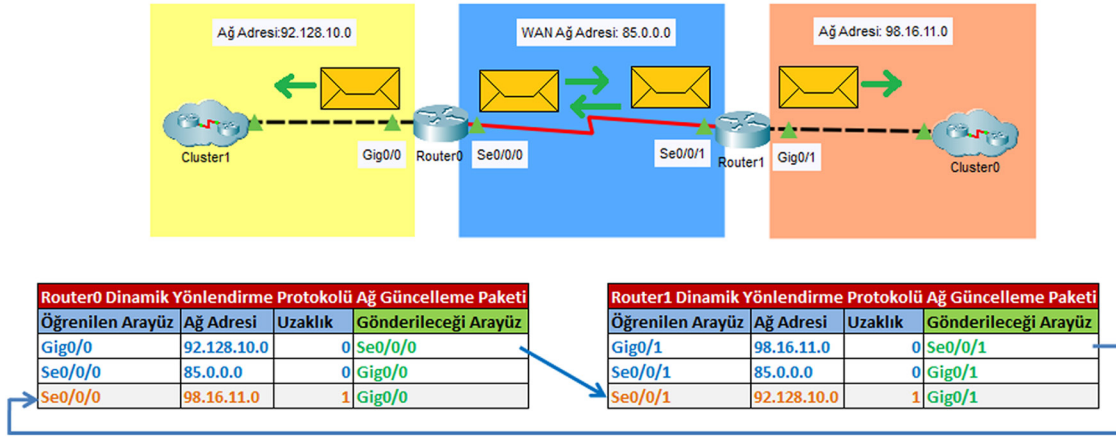 Ağ Adresi:92.128.10.0
WAN Ağ Adresi: 85.0.0.0
Ağ Adresi: 98.16.11.0
Cluster1
Gig0/0
Router0
Se0/0/0
Se0/0/1
Router1
Gig0/1
Cluster0
Router0 Dinamik Yönlendirme Protokolü Ağ Güncelleme Paketi
Öğrenilen Arayüz Ağ Adresi Uzaklık Gönderileceği Arayüz
Gig0/0 92.128.10.0 0 Se0/0/0
Se0/0/0 85.0.0.0 0 Gig0/0
Se0/0/0 98.16.11.0 1 Gig0/0
Router1 Dinamik Yönlendirme Protokolü Ağ Güncelleme Paketi
Öğrenilen Arayüz Ağ Adresi Uzaklık Gönderileceği Arayüz
Gig0/1 98.16.11.0 0 Se0/0/1
Se0/0/1 85.0.0.0 0 Gig0/1
Se0/0/1 92.128.10.0 1 Gig0/1